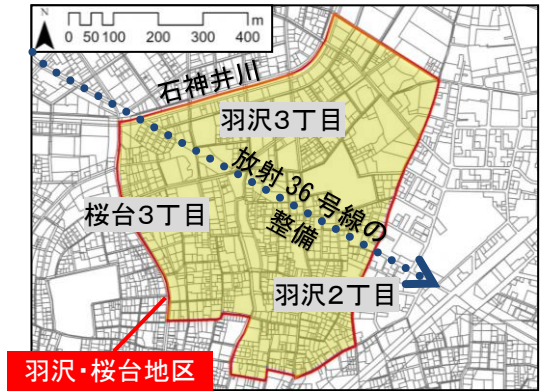 N
0 50 100 200 300 400 m
石神井川
羽沢3丁目
放射36号線の
整備
桜台3丁目
羽沢2丁目
羽沢・桜台地区